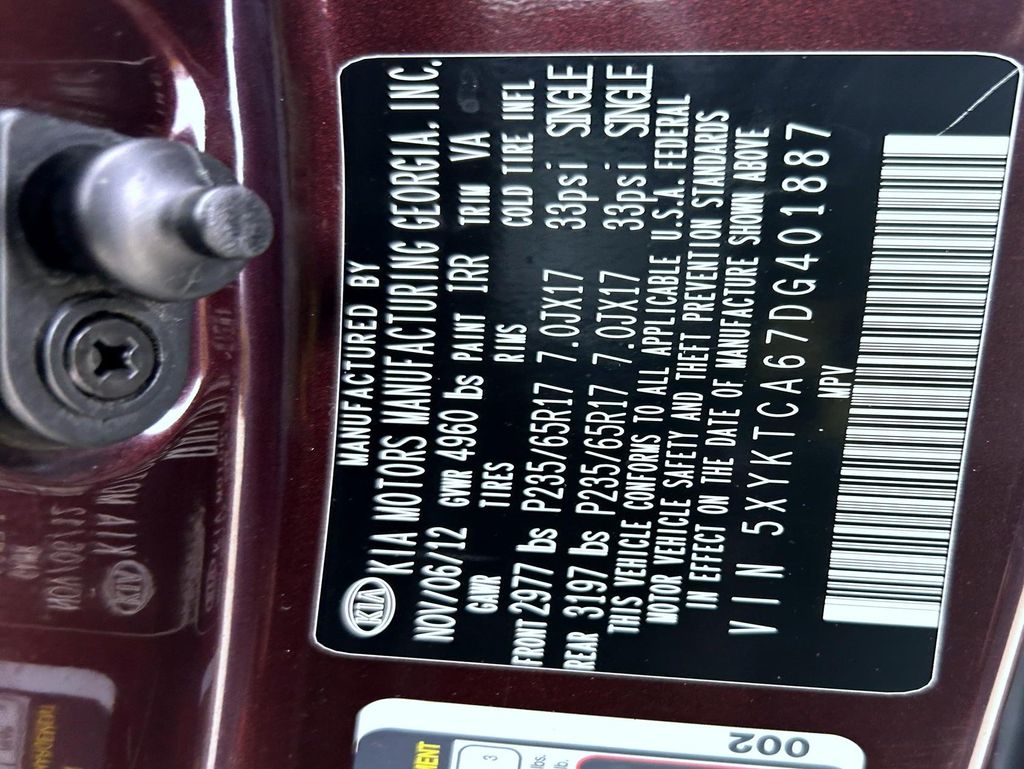 MANUFACTURED BY
KIA KIA MOTORS MANUFACTURING GEORGIA, INC.
NOV/06/12 GVWR 4960 lbs PAINT IRR TRIM VA
GAWR TIRES RIMS COLD TIRE INFL
FRONT 2977 lbs P235/65R17 7.0JX17 33psi SINGLE
REAR 3197 lbs P235/65R17 7.0JX17 33psi SINGLE
THIS VEHICLE CONFORMS TO ALL APPLICABLE U.S.A. FEDERAL
MOTOR VEHICLE SAFETY AND THEFT PREVENTION STANDARDS
IN EFFECT ON THE DATE OF MANUFACTURE SHOWN ABOVE
VIN 5XYKTCA67DG401887
MPV
002